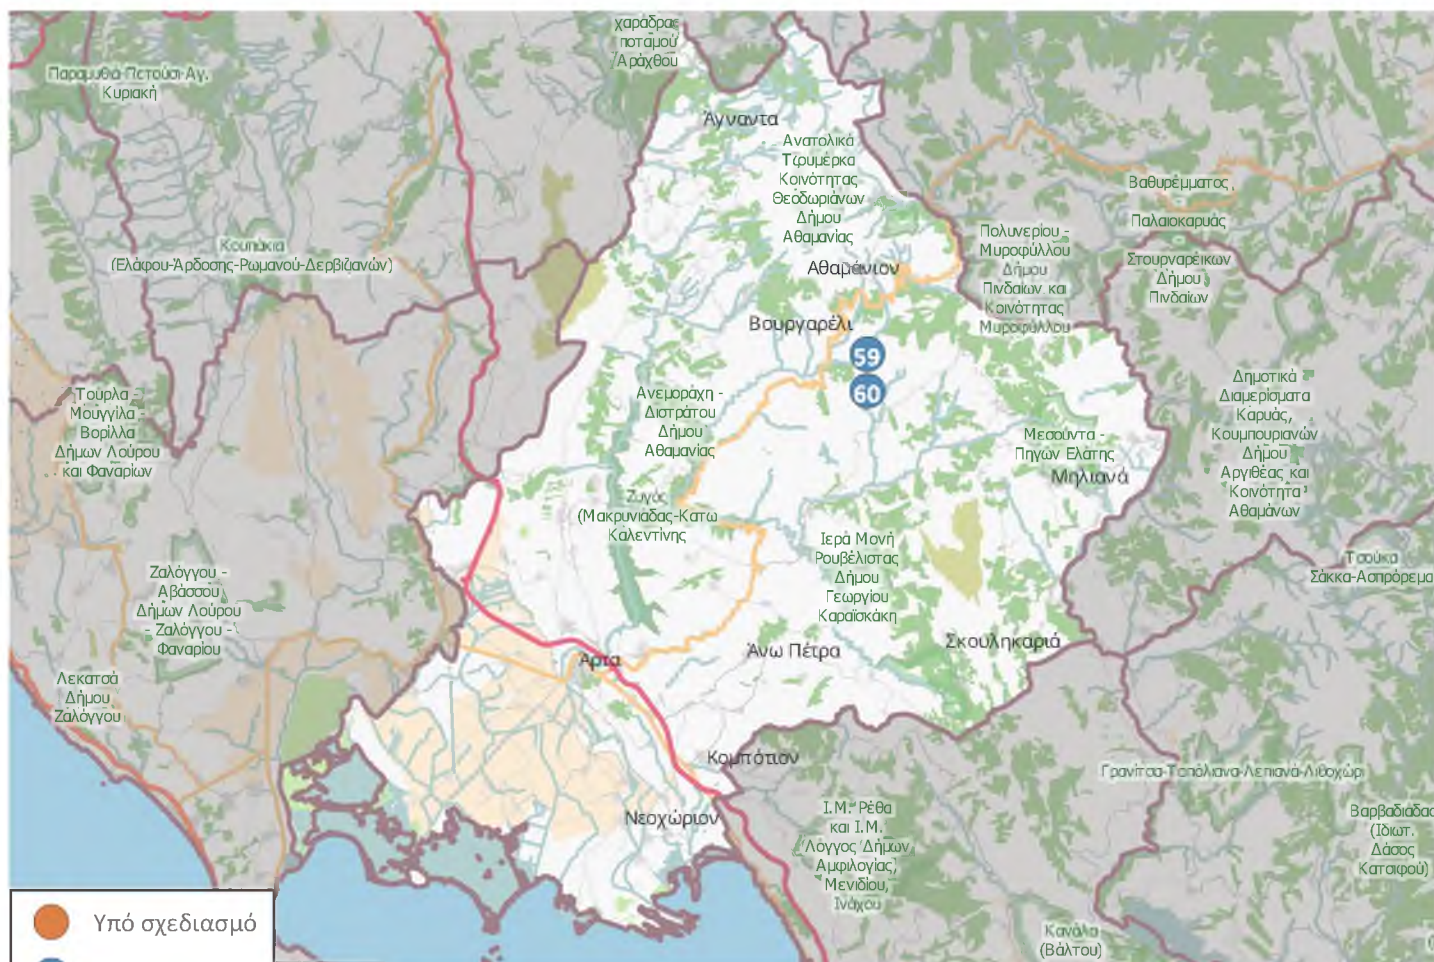 χαράδρας
ποταμού
Αράχθου
Παραμυθιά-Πετούσι-Αγ.
Κυριακή
Άγναντα
Ανατολικά
Τζουμέρκα
Κοινότητας
Θεοδωριάνων
Δήμου
Αθαμανίας
Βαθυρέμματος
Παλαιοκαρυάς
Κουπάκια
(Ελάφου-Άρδοσης-Ρωμανού-Δερβιζιανών)
Πολυνερίου -
Μυροφύλλου
Δήμου
Πινδαίων και
Κοινότητας
Μυροφύλλου
Στουρναρέικων
Δήμου
Πινδαίων
Αθαμάνιον
Βουργαρέλι
59
60
Τούρλα -
Μουγγίλα -
Βορίλλα
Δήμων Λούρου
και Φαναρίων
Ανεμοράχη -
Διστράτου
Δήμου
Αθαμανίας
Δημοτικά
Διαμερίσματα
Καρυάς,
Κουμπουριανών
Δήμου
Αργιθέας και
Κοινότητα
Αθαμάνων
Μεσούντα -
Πηγών Ελάτης
Μηλιανά
Ζυγός
(Μακρυνιάδας-Κατω
Καλεντίνης
Ιερά Μονή
Ρουβέλιστας
Δήμου
Γεωργίου
Καραϊσκάκη
Τσούκα
Σάκκα-Ασπρόρεμα
Ζαλόγγου -
Αβάσσου
Δήμων Λούρου
- Ζαλόγγου -
Φαναρίου
Σκουληκαριά
Άνω Πέτρα
Άρτα
Λεκατσά
Δήμου
Ζαλόγγου
Κομπότιον
Γρανίτσα-Τοπόλιανα-Λεπιανά-Λιθοχώρι
Νεοχώριον
Ι.Μ. Ρέθα
και Ι.Μ.
Λόγγος Δήμων
Αμφιλοχίας,
Μενιδίου,
Ινάχου
Βαρβαδιάδας
(Ιδιωτ.
Δάσος
Κατσιφού)
Κανάλα
(Βάλτου)
Υπό σχεδιασμό